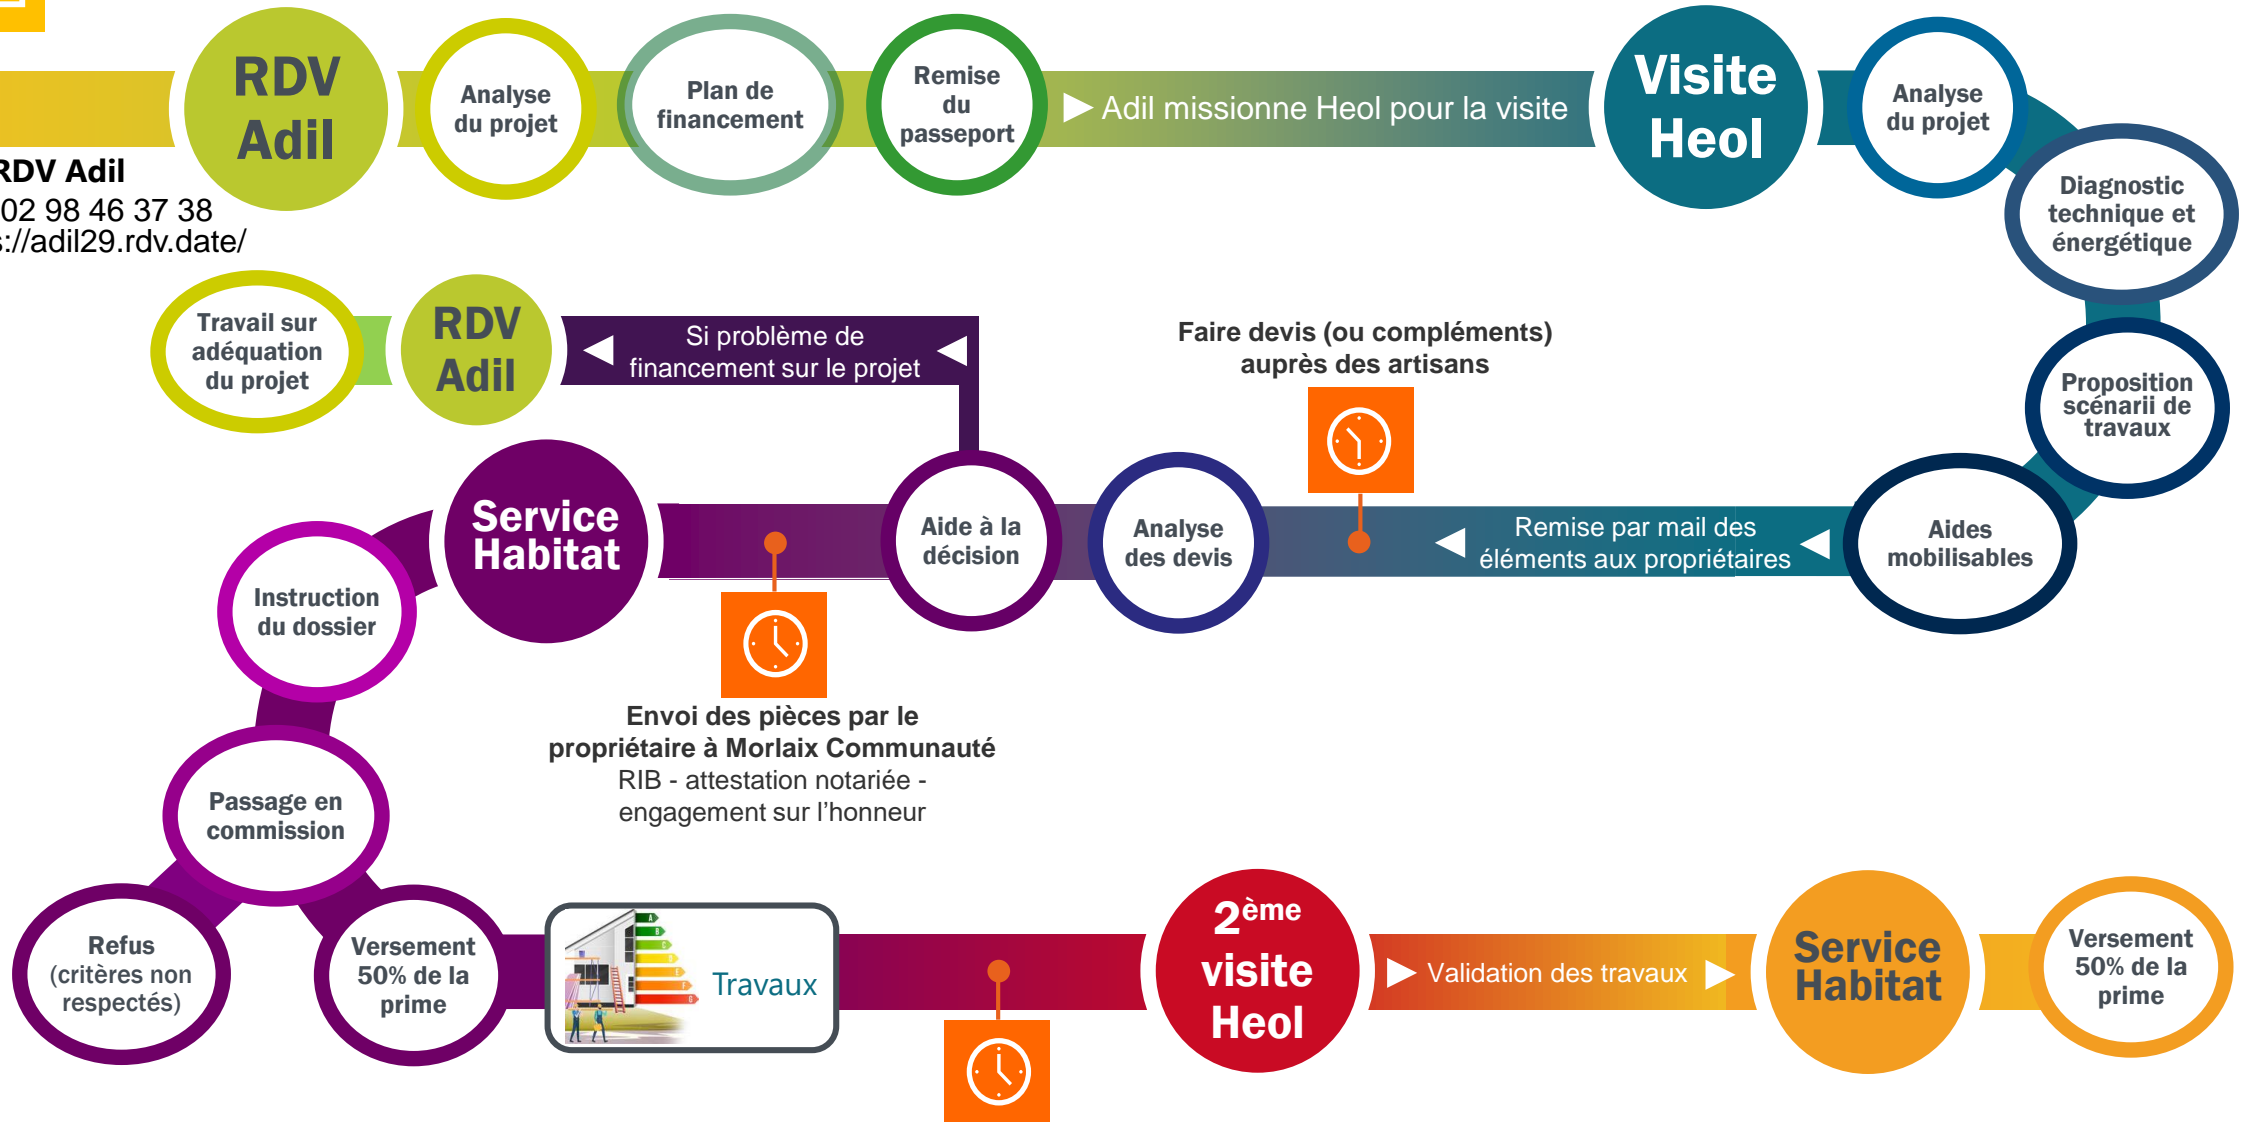 RDV
Adil
Analyse
du projet
Plan de
financement
Remise
du
passeport
Adil missionne Heol pour la visite
Visite
Heol
Analyse
du projet
RDV Adil
02 98 46 37 38
s://adil29.rdv.date/
Diagnostic
technique et
énergétique
Proposition
scénarii de
travaux
Aides
mobilisables
Remise par mail des
éléments aux propriétaires
Faire devis (ou compléments)
auprès des artisans
Analyse
des devis
Aide à la
décision
Si problème de
financement sur le projet
RDV
Adil
Travail sur
adéquation
du projet
Envoi des pièces par le
propriétaire à Morlaix Communauté
RIB - attestation notariée -
engagement sur l'honneur
Service
Habitat
Instruction
du dossier
Passage en
commission
Refus
(critères non
respectés)
Versement
50% de la
prime
A
B
C
D
E
F
G
Travaux
2ème
visite
Heol
Validation des travaux
Service
Habitat
Versement
50% de la
prime